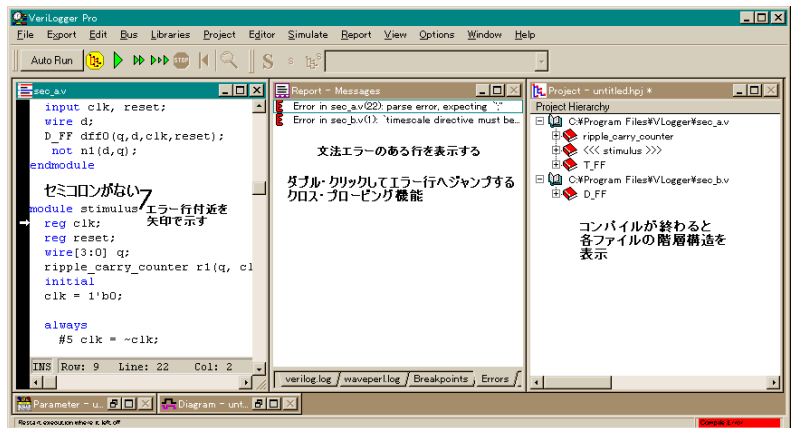 VeriLogger Pro
File Export Edit Bus Libraries Project Editor Simulate Report View Options Window Help
Auto Run
STOP
S s S
sec_a.v
input clk, reset;
wire d;
D_FF dff0(q,d,clk,reset);
not n1(d,q);
endmodule
セミコロンがない
module stimulus
エラー行付近を
矢印で示す
reg clk;
reg reset;
wire[3:0] q;
ripple_carry_counter r1(q, cl
initial
clk = 1'b0;
always
#5 clk = ~clk;
INS Row: 9 Line: 22 Col: 2
Report - Messages
Error in sec_a.v(22): parse error, expecting `';'
Error in sec_b.v(1): `timescale directive must be...
文法エラーのある行を表示する
ダブル・クリックしてエラー行へジャンプする
クロス・プロービング機能
verilog.log waveperl.log Breakpoints Errors
Project - untitled.hpj *
Project Hierarchy
C:¥Program Files¥VLogger¥sec_a.v
ripple_carry_counter
<<< stimulus >>>
T_FF
C:¥Program Files¥VLogger¥sec_b.v
D_FF
コンパイルが終わると
各ファイルの階層構造を
表示
Parameter - u...
Diagram - unt...
Restart execution where it left off
Compile Error